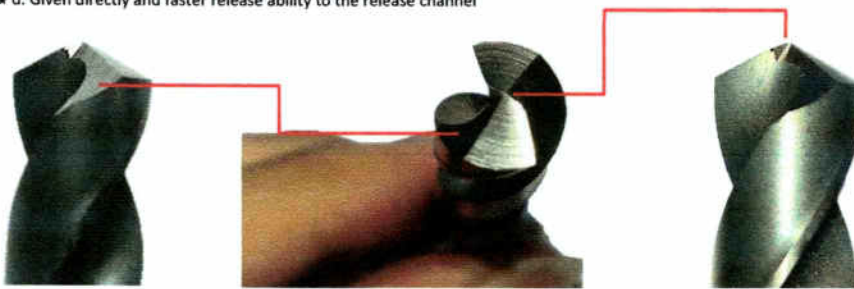 d. Given directly and faster release ability to the release channel